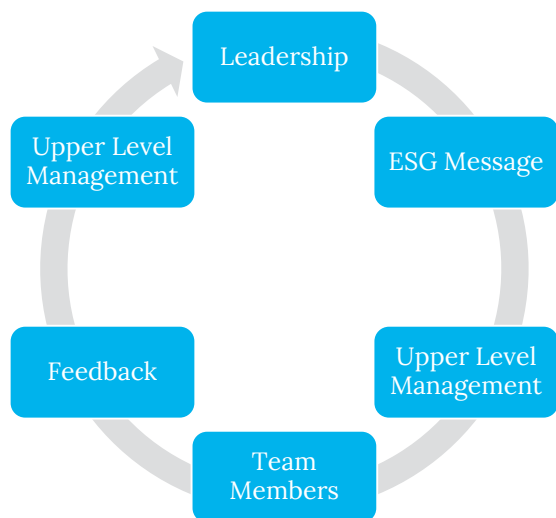 Leadership
ESG Message
Upper Level
Management
Team
Members
Feedback
Upper Level
Management